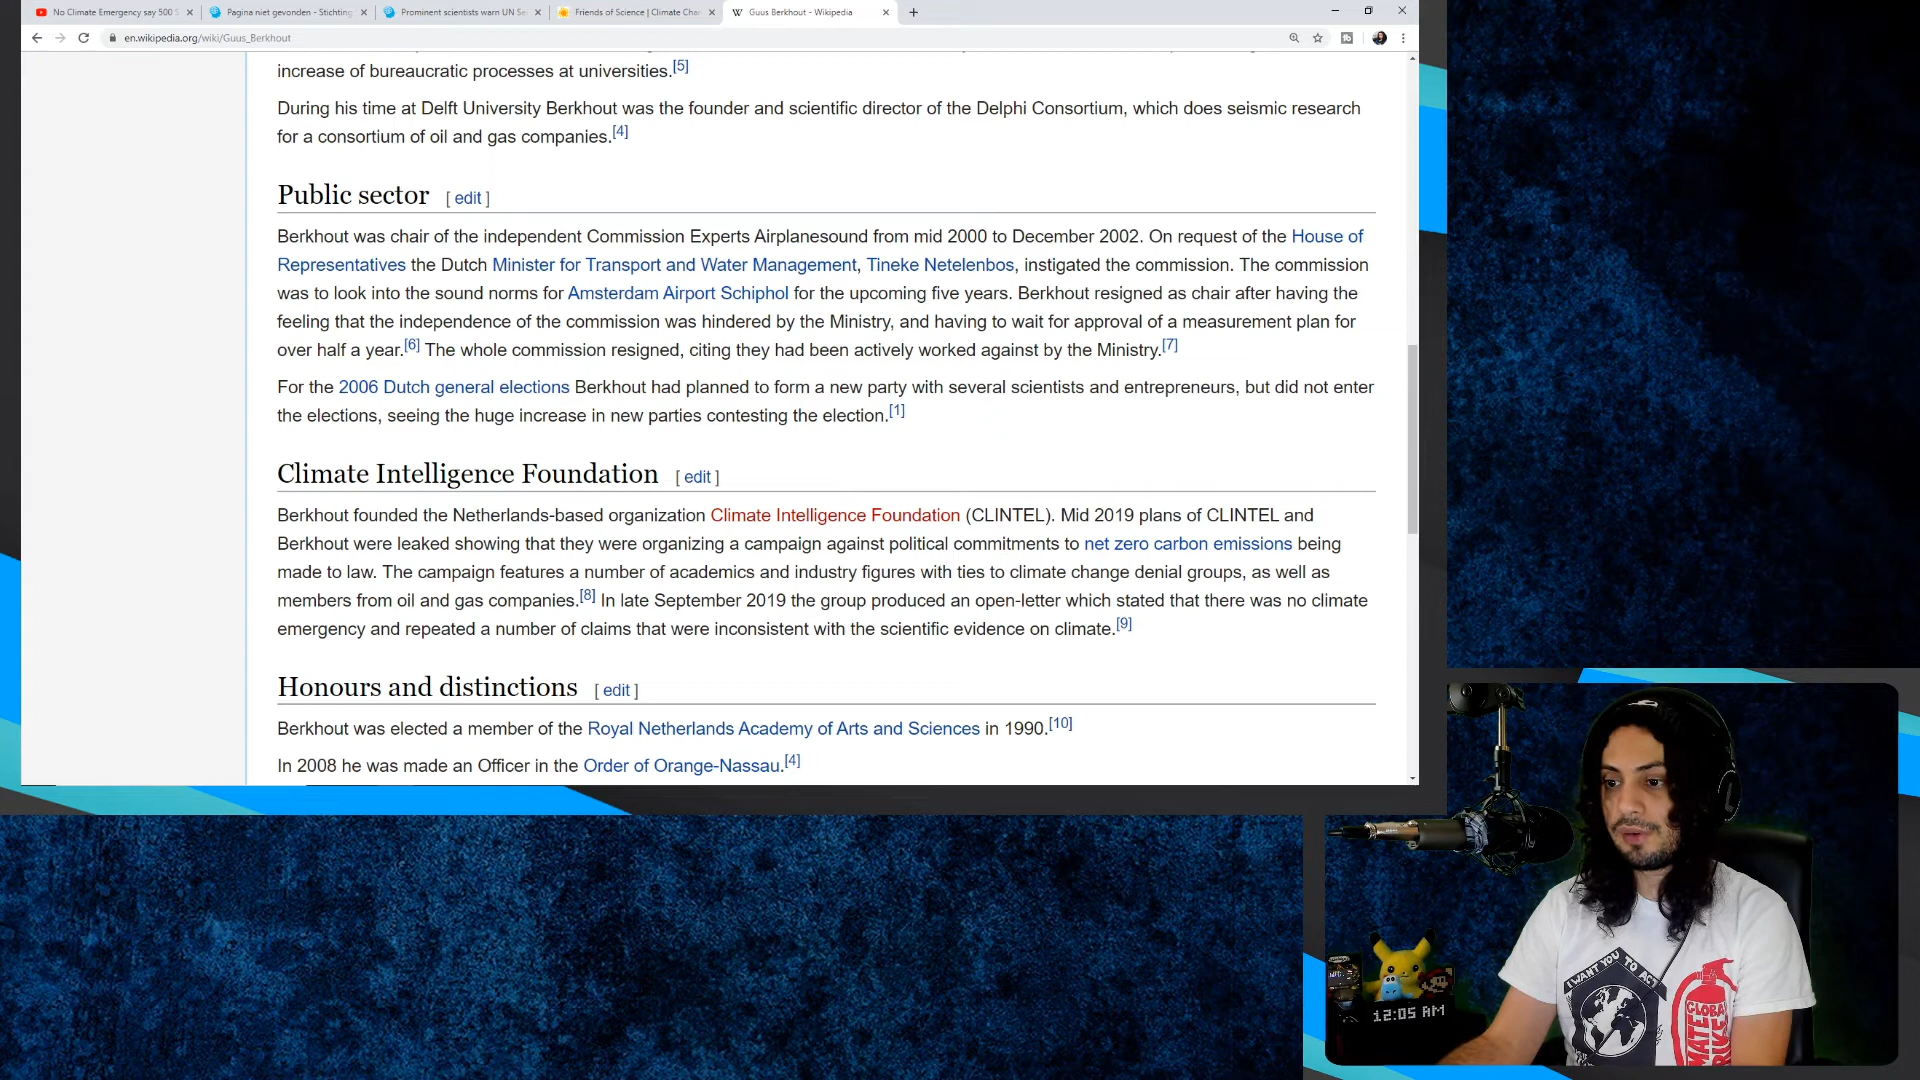 No Climate Emergency say 500 S
Pagina niet gevonden - Stichting
Prominent scientists warn UN Se
Friends of Science | Climate Cha
Guus Berkhout - Wikipedia
en.wikipedia.org/wiki/Guus_Berkhout
increase of bureaucratic processes at universities.[5]
During his time at Delft University Berkhout was the founder and scientific director of the Delphi Consortium, which does seismic research
for a consortium of oil and gas companies.[4]
Public sector [ edit ]
Berkhout was chair of the independent Commission Experts Airplanesound from mid 2000 to December 2002. On request of the House of
Representatives the Dutch Minister for Transport and Water Management, Tineke Netelenbos, instigated the commission. The commission
was to look into the sound norms for Amsterdam Airport Schiphol for the upcoming five years. Berkhout resigned as chair after having the
feeling that the independence of the commission was hindered by the Ministry, and having to wait for approval of a measurement plan for
over half a year.[6] The whole commission resigned, citing they had been actively worked against by the Ministry.[7]
For the 2006 Dutch general elections Berkhout had planned to form a new party with several scientists and entrepreneurs, but did not enter
the elections, seeing the huge increase in new parties contesting the election.[1]
Climate Intelligence Foundation [ edit ]
Berkhout founded the Netherlands-based organization Climate Intelligence Foundation (CLINTEL). Mid 2019 plans of CLINTEL and
Berkhout were leaked showing that they were organizing a campaign against political commitments to net zero carbon emissions being
made to law. The campaign features a number of academics and industry figures with ties to climate change denial groups, as well as
members from oil and gas companies.[8] In late September 2019 the group produced an open-letter which stated that there was no climate
emergency and repeated a number of claims that were inconsistent with the scientific evidence on climate.[9]
Honours and distinctions [ edit ]
Berkhout was elected a member of the Royal Netherlands Academy of Arts and Sciences in 1990.[10]
In 2008 he was made an Officer in the Order of Orange-Nassau.[4]
12:05 AM
I WANT YOU TO ACT
GLOBA